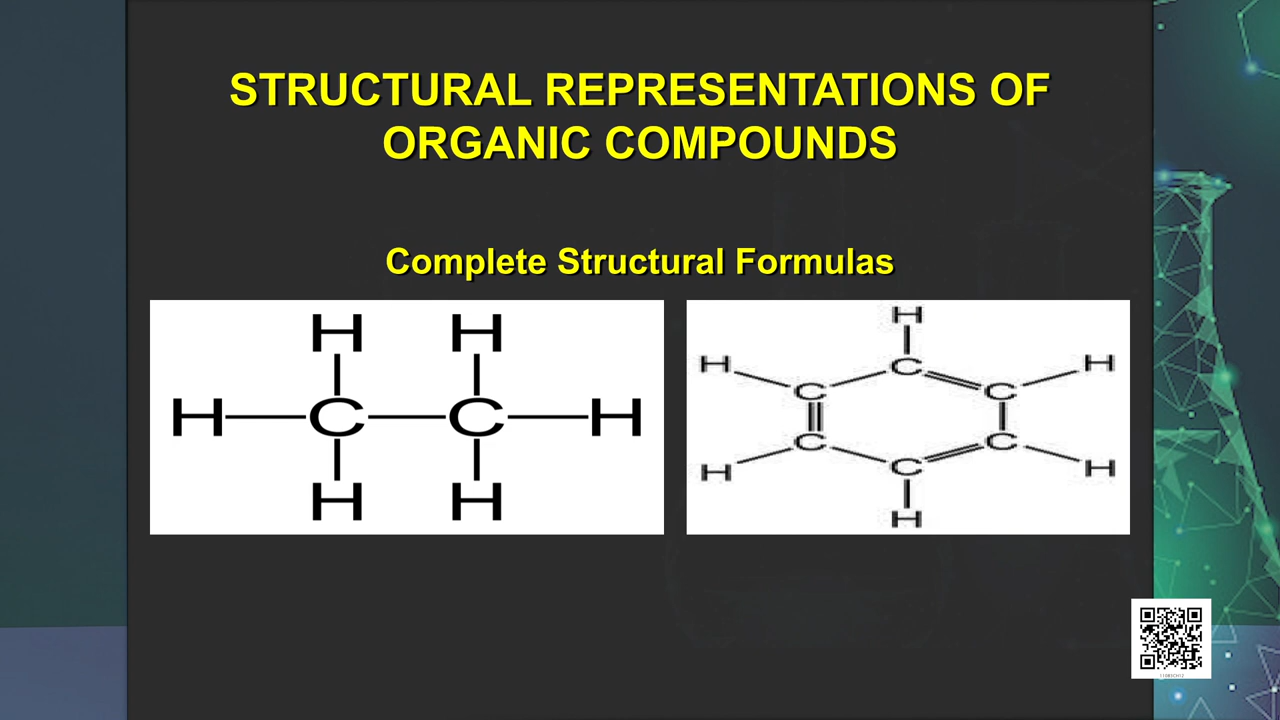 STRUCTURAL REPRESENTATIONS OF
ORGANIC COMPOUNDS
Complete Structural Formulas
H H
H C C H
H H
H
H C H
C C
C C
H C H
H